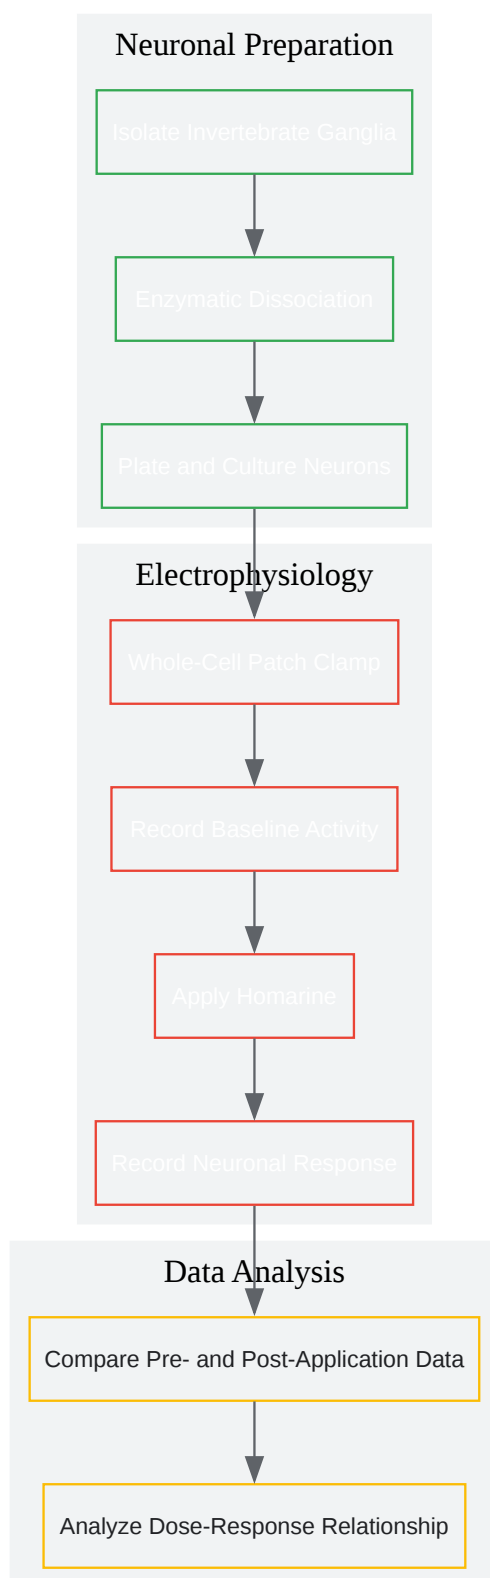 Neuronal Preparation
Isolate Invertebrate Ganglia
Enzymatic Dissociation
Plate and Culture Neurons
Electrophysiology
Whole-Cell Patch Clamp
Record Baseline Activity
Apply Homarine
Record Neuronal Response
Data Analysis
Compare Pre- and Post-Application Data
Analyze Dose-Response Relationship